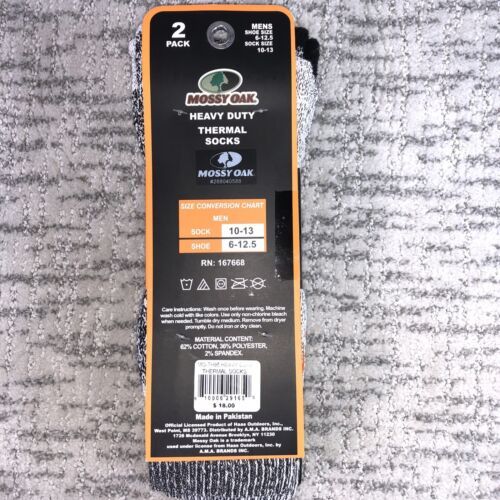 2
PACK
MENS
SHOE SIZE
6-12.5
SOCK SIZE
10-13
MOSSY OAK
HEAVY DUTY
THERMAL
SOCKS
MOSSY OAK
#288040588
SIZE CONVERSION CHART
MEN
SOCK 10-13
SHOE 6-12.5
RN: 167668
Care Instructions: Wash once before wearing. Machine
wash cold with like colors. Use only non-chlorine bleach
when needed. Tumble dry medium. Remove from dryer
promptly. Do not iron or dry clean.
MATERIAL CONTENT:
62% COTTON, 36% POLYESTER,
2% SPANDEX.
THERMAL SOCKS
$ 18.00
Made in Pakistan
Official Licensed Product of Haas Outdoors, Inc.,
West Point, MS 39773. Distributed by A.M.A. BRANDS INC.
1736 Mcdonald Avenue Brooklyn, NY 11230
Mossy Oak is a trademark
used under license from Haas Outdoors, Inc by
A.M.A. BRANDS INC.